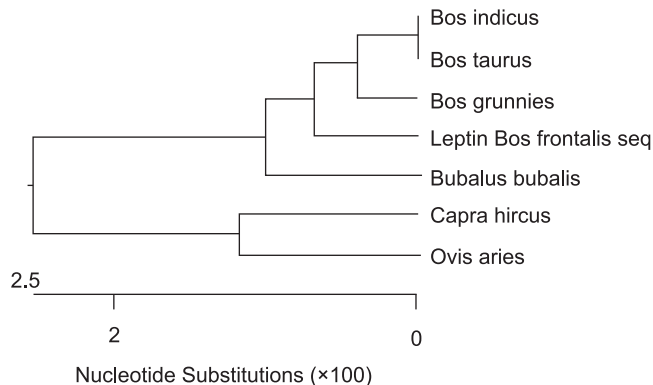 Bos indicus
Bos taurus
Bos grunnies
Leptin Bos frontalis seq
Bubalus bubalis
Capra hircus
Ovis aries
2.5
2
0
Nucleotide Substitutions (×100)